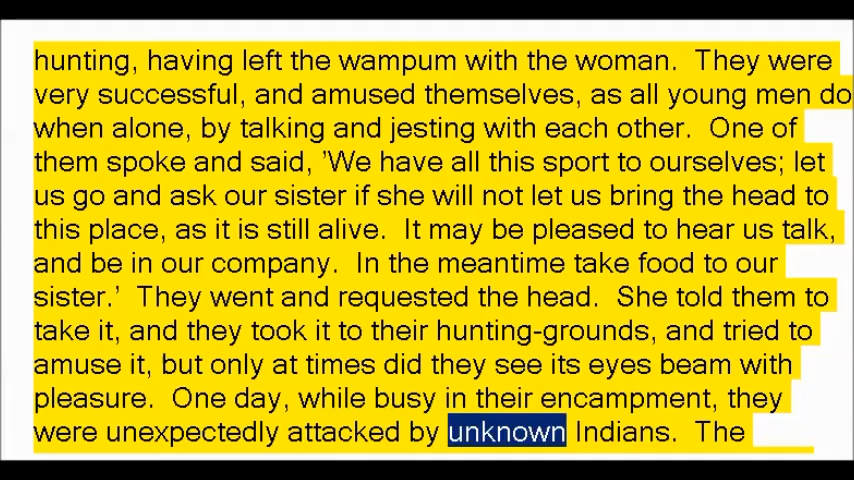 hunting, having left the wampum with the woman.  They were
very successful, and amused themselves, as all young men do
when alone, by talking and jesting with each other.  One of
them spoke and said, 'We have all this sport to ourselves; let
us go and ask our sister if she will not let us bring the head to
this place, as it is still alive.  It may be pleased to hear us talk,
and be in our company.  In the meantime take food to our
sister.'  They went and requested the head.  She told them to
take it, and they took it to their hunting-grounds, and tried to
amuse it, but only at times did they see its eyes beam with
pleasure.  One day, while busy in their encampment, they
were unexpectedly attacked by unknown Indians.  The